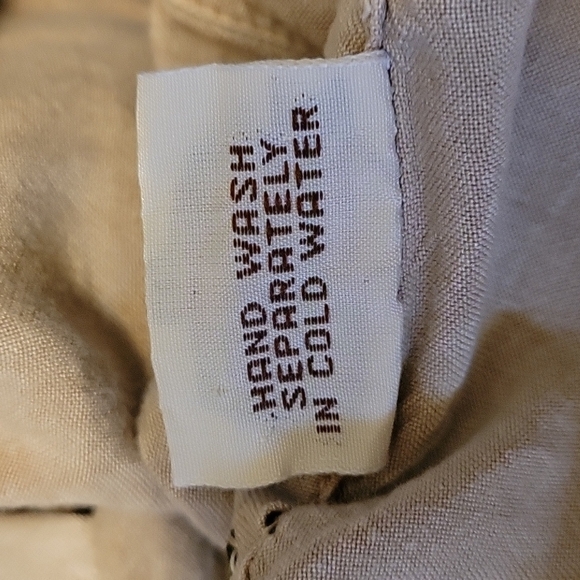 HAND WASH
SEPARATELY
IN COLD WATER